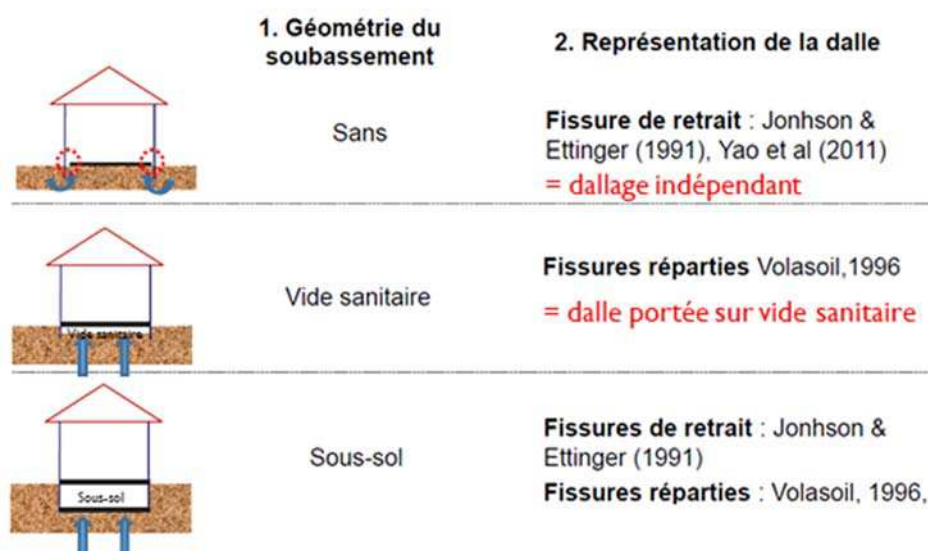 1. Géométrie du
soubassement
2. Représentation de la dalle
Sans
Fissure de retrait : Jonhson &
Ettinger (1991), Yao et al (2011)
= dallage indépendant
Vide sanitaire
Vide sanitaire
Fissures réparties Volasoil,1996
= dalle portée sur vide sanitaire
Sous-sol
Sous-sol
Fissures de retrait : Jonhson &
Ettinger (1991)
Fissures réparties : Volasoil, 1996,